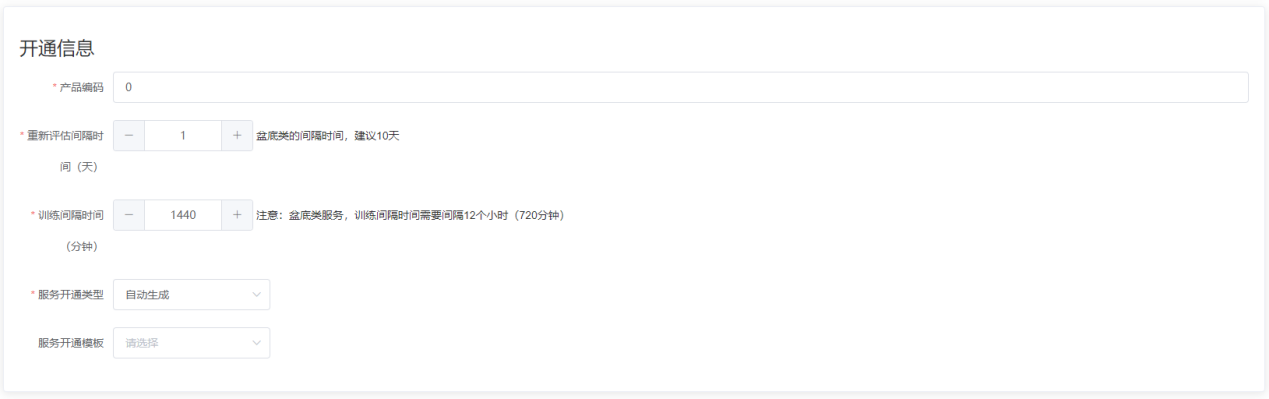 开通信息
* 产品编码 0
* 重新评估间隔时 − 1 + 盆底类的间隔时间，建议10天
间（天）
* 训练间隔时间 − 1440 + 注意：盆底类服务，训练间隔时间需要间隔12个小时（720分钟）
（分钟）
* 服务开通类型 自动生成
服务开通模板 请选择